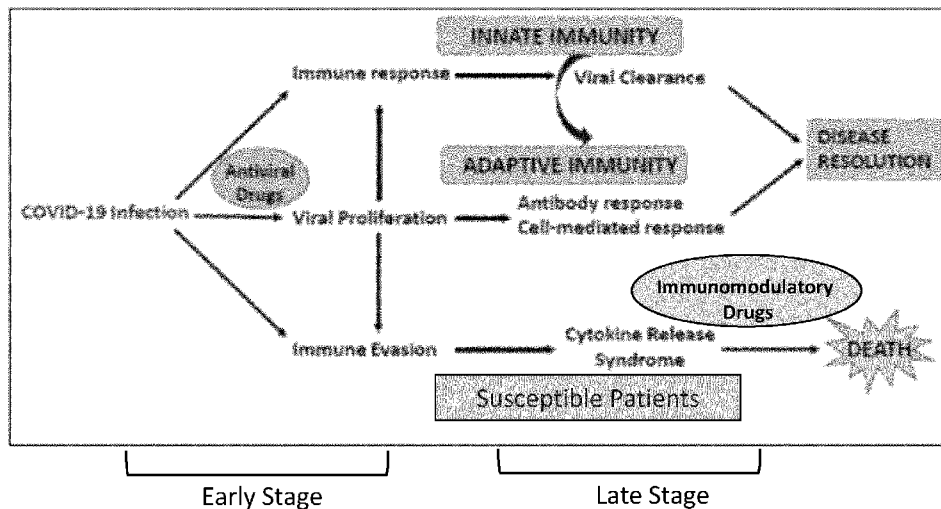 INNATE IMMUNITY
Immune response
Viral Clearance
Antiviral
Drugs
ADAPTIVE IMMUNITY
DISEASE
RESOLUTION
COVID-19 Infection
Viral Proliferation
Antibody response
Cell-mediated response
Immunomodulatory
Drugs
Immune Evasion
Cytokine Release
Syndrome
DEATH
Susceptible Patients
Early Stage
Late Stage